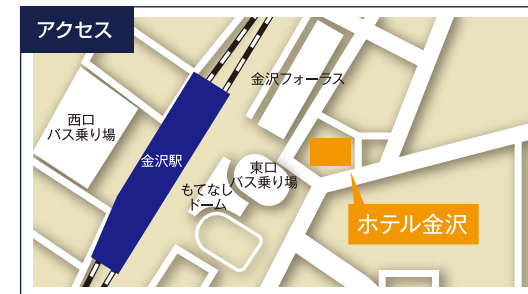 アクセス
金沢フォーラス
西口
バス乗り場
金沢駅
東口
バス乗り場
もてなし
ドーム
ホテル金沢